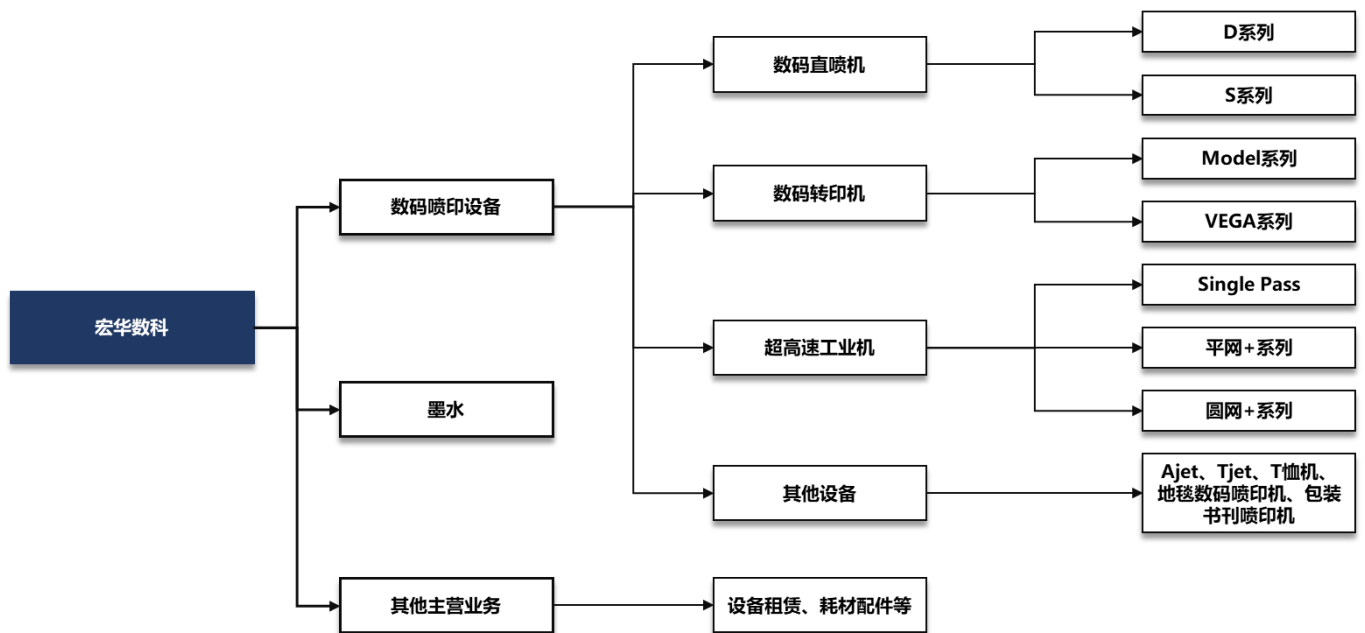 宏华数科
数码喷印设备
墨水
其他主营业务
数码直喷机
数码转印机
超高速工业机
其他设备
设备租赁、耗材配件等
D系列
S系列
Model系列
VEGA系列
Single Pass
平网+系列
圆网+系列
Ajet、Tjet、T恤机、
地毯数码喷印机、包装
书刊喷印机